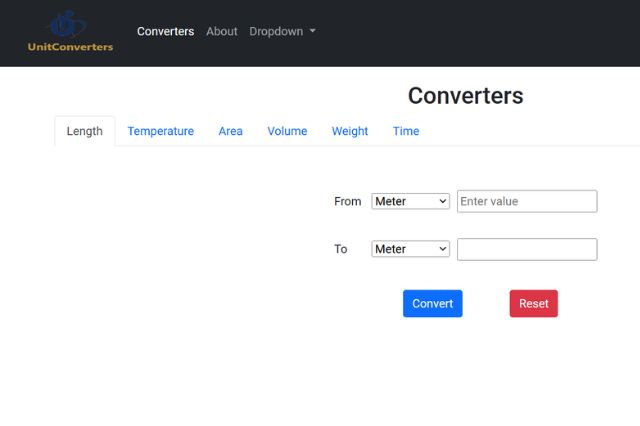 UnitConverters
Converters About Dropdown
Converters
Length Temperature Area Volume Weight Time
From Meter Enter value
To Meter
Convert Reset